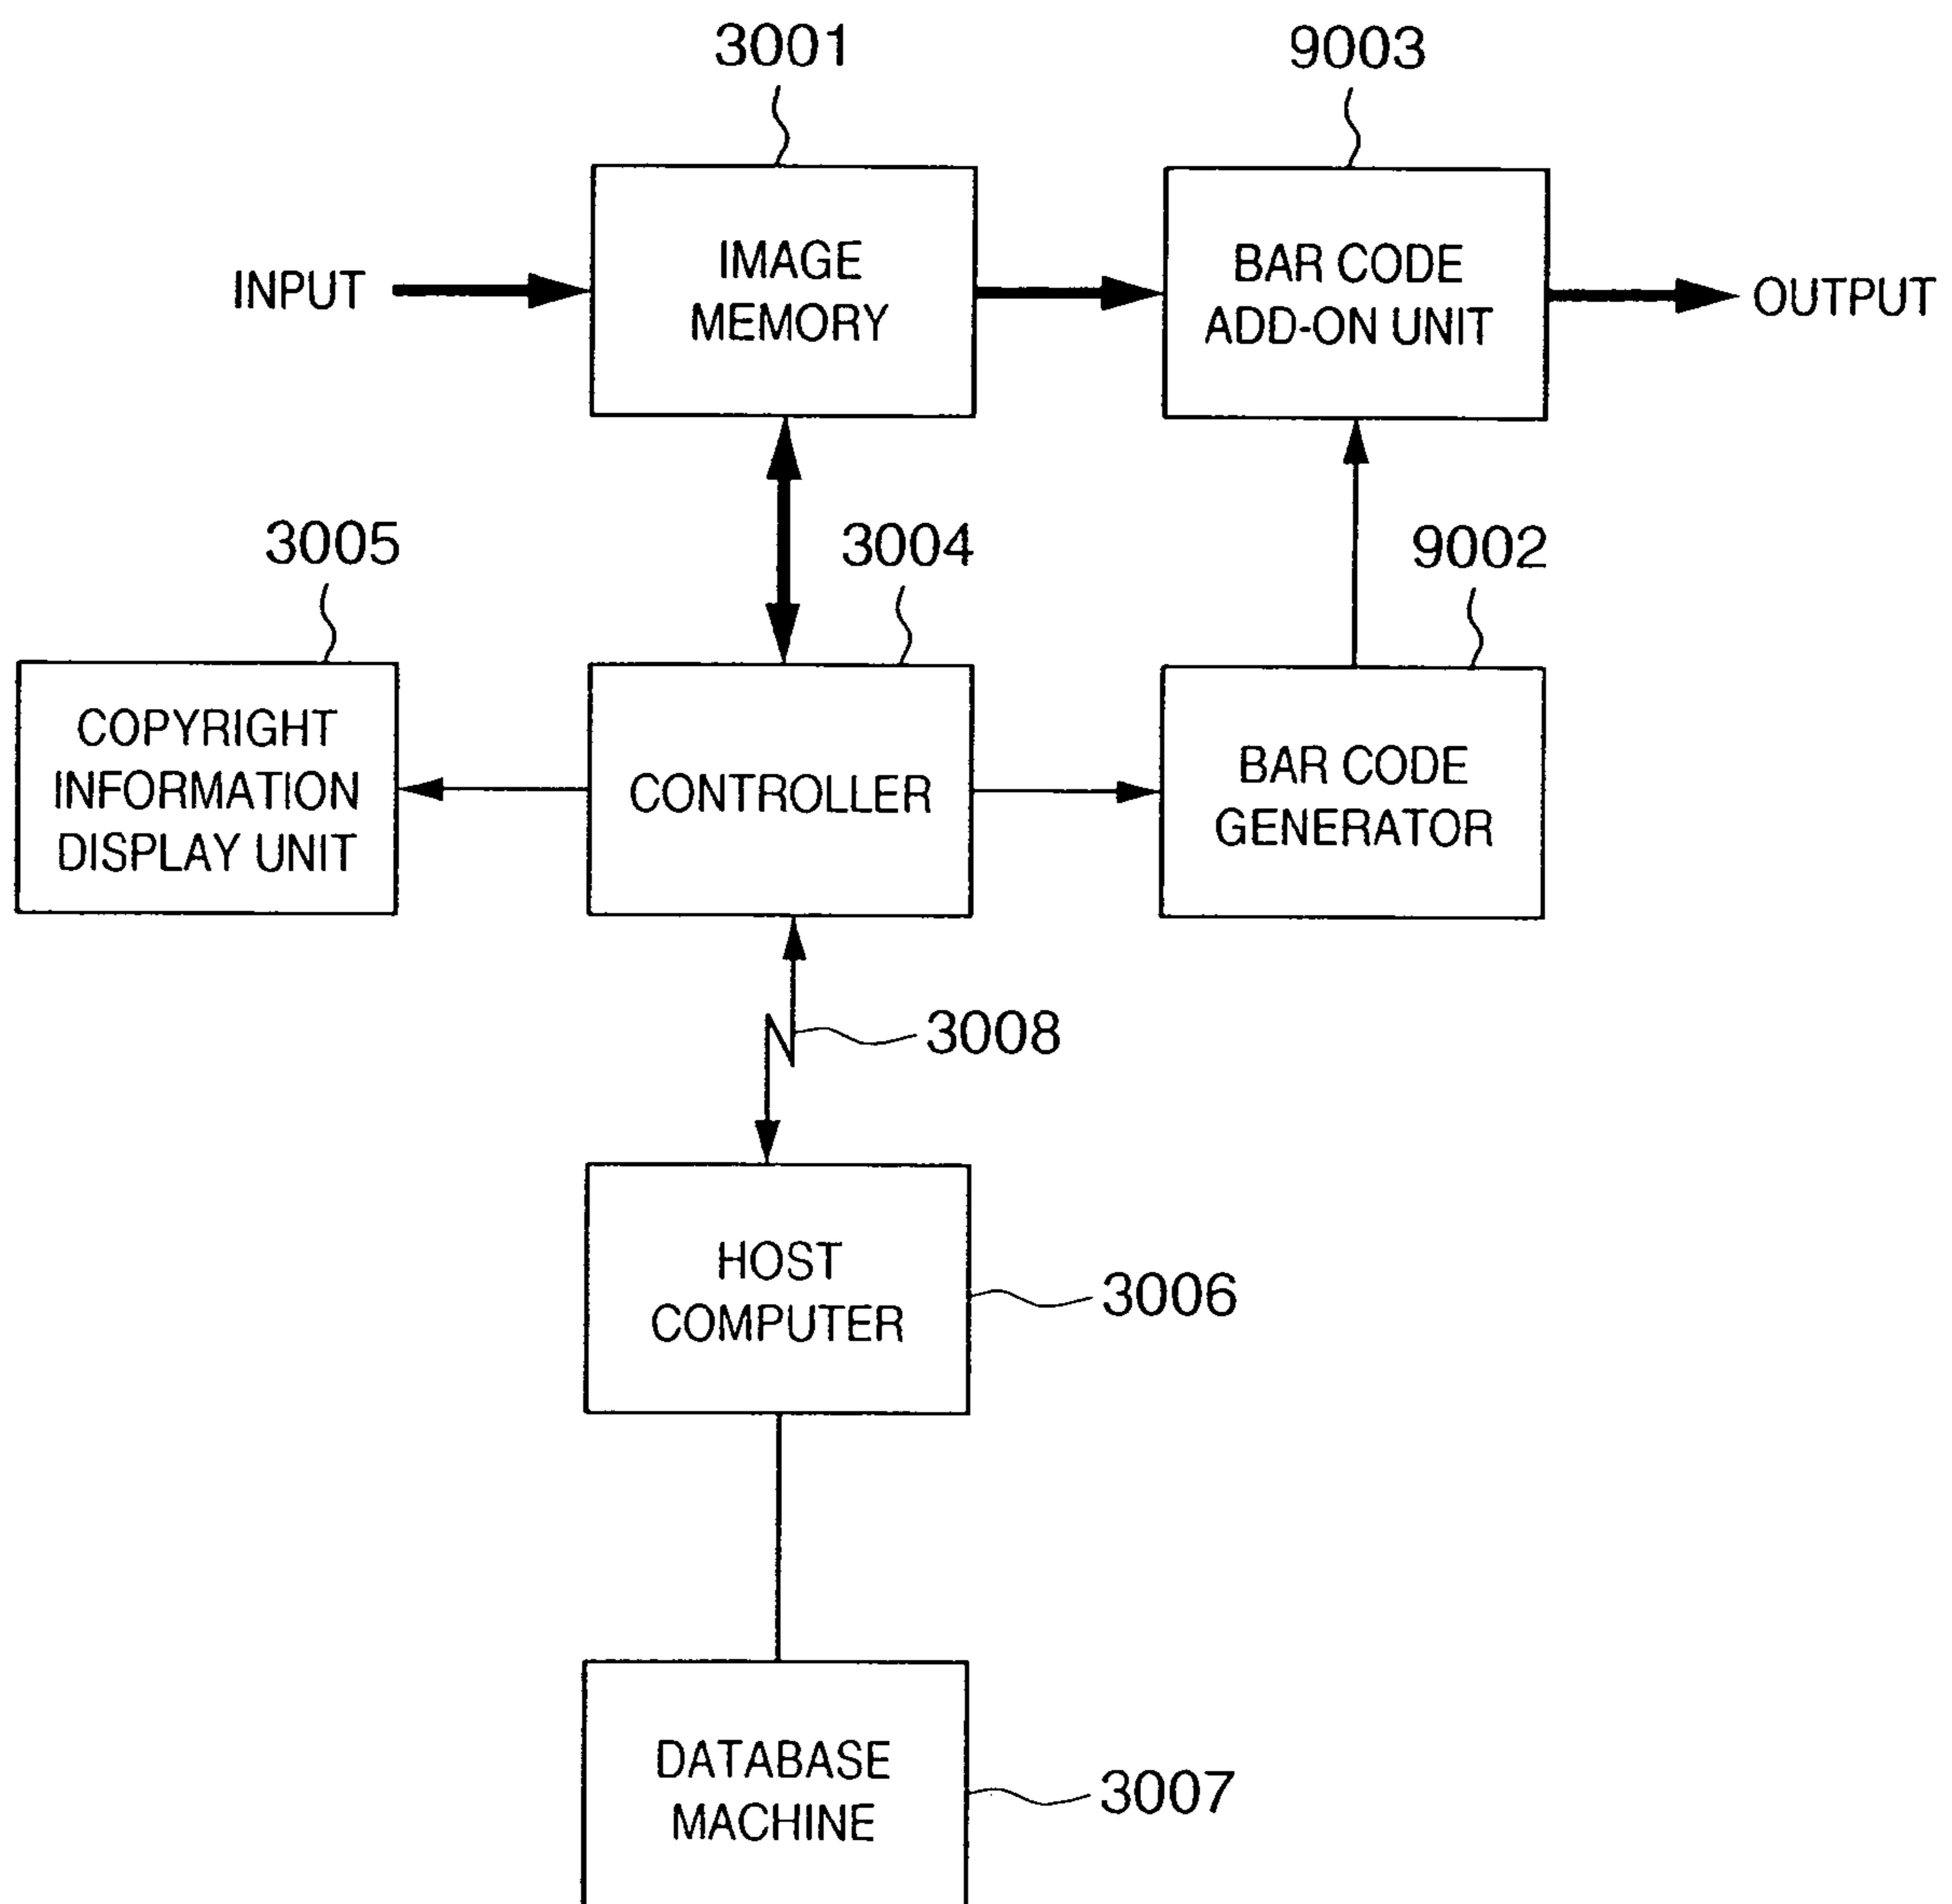 3001
9003
INPUT
IMAGE
MEMORY
BAR CODE
ADD-ON UNIT
OUTPUT
3005
3004
9002
COPYRIGHT
INFORMATION
DISPLAY UNIT
CONTROLLER
BAR CODE
GENERATOR
3008
HOST
COMPUTER
3006
DATABASE
MACHINE
3007